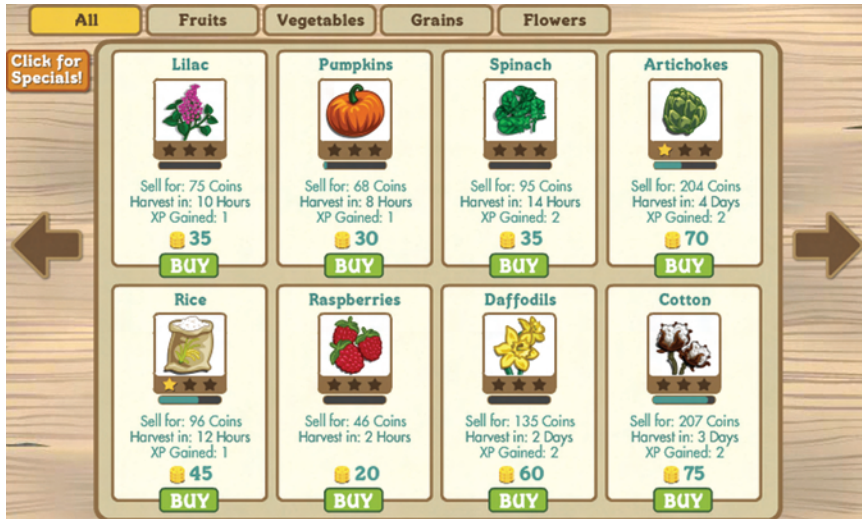 All
Fruits
Vegetables
Grains
Flowers
Click for
Specials!
Lilac
Sell for: 75 Coins
Harvest in: 10 Hours
XP Gained: 1
35
BUY
Pumpkins
Sell for: 68 Coins
Harvest in: 8 Hours
XP Gained: 1
30
BUY
Spinach
Sell for: 95 Coins
Harvest in: 14 Hours
XP Gained: 2
35
BUY
Artichokes
Sell for: 204 Coins
Harvest in: 4 Days
XP Gained: 2
70
BUY
Rice
Sell for: 96 Coins
Harvest in: 12 Hours
XP Gained: 1
45
BUY
Raspberries
Sell for: 46 Coins
Harvest in: 2 Hours
20
BUY
Daffodils
Sell for: 135 Coins
Harvest in: 2 Days
XP Gained: 2
60
BUY
Cotton
Sell for: 207 Coins
Harvest in: 3 Days
XP Gained: 2
75
BUY